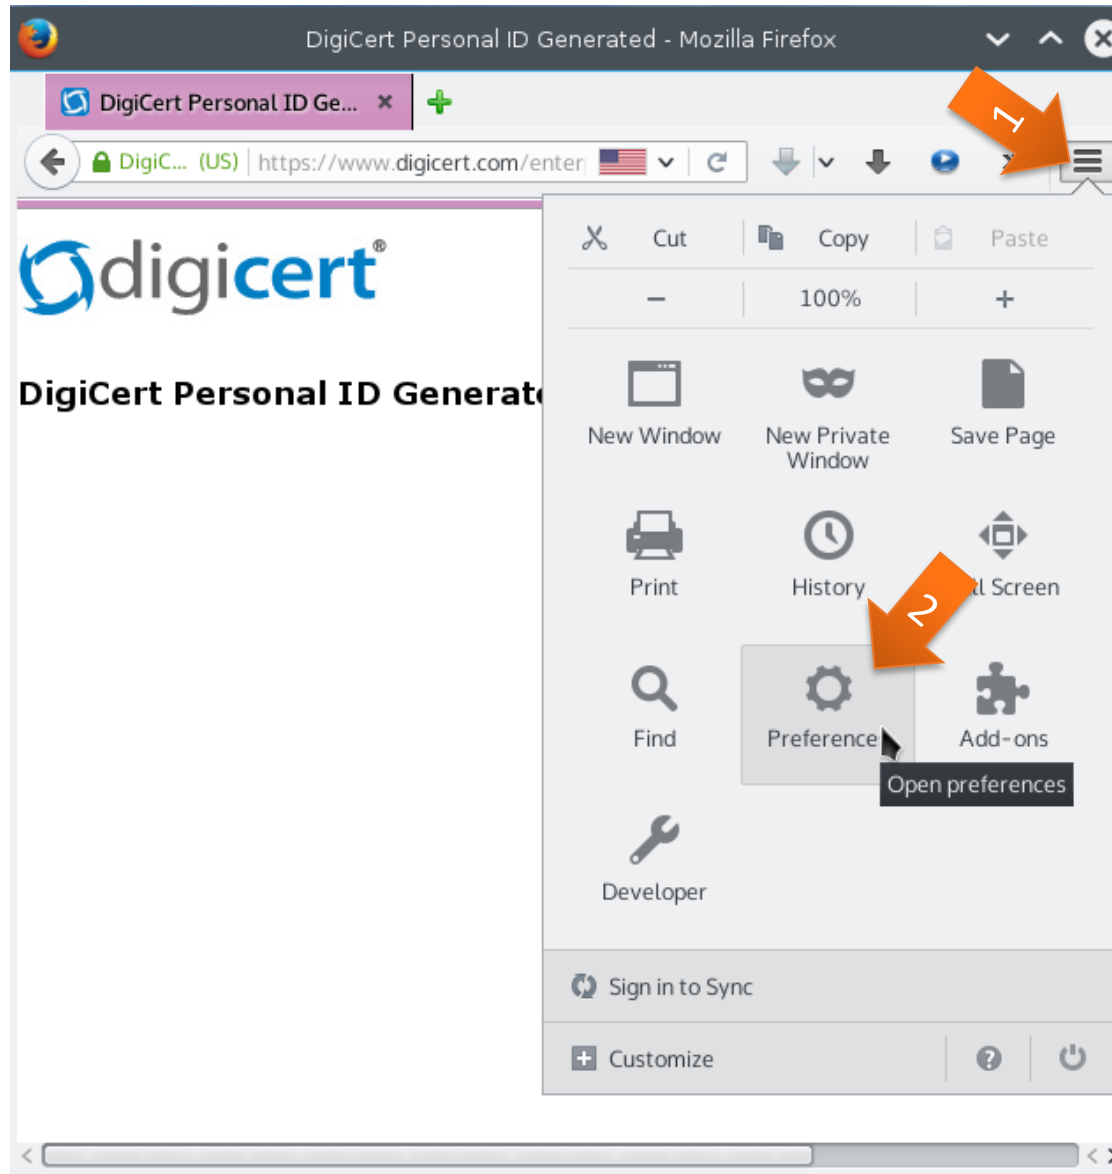 DigiCert Personal ID Generated - Mozilla Firefox
DigiCert Personal ID Ge...
1
DigiC... (US) https://www.digicert.com/enter
digicert®
Cut Copy Paste
100%
DigiCert Personal ID Generate
New Window New Private Window Save Page
Print History Screen
2
Find Preference Add-ons
Open preferences
Developer
Sign in to Sync
Customize